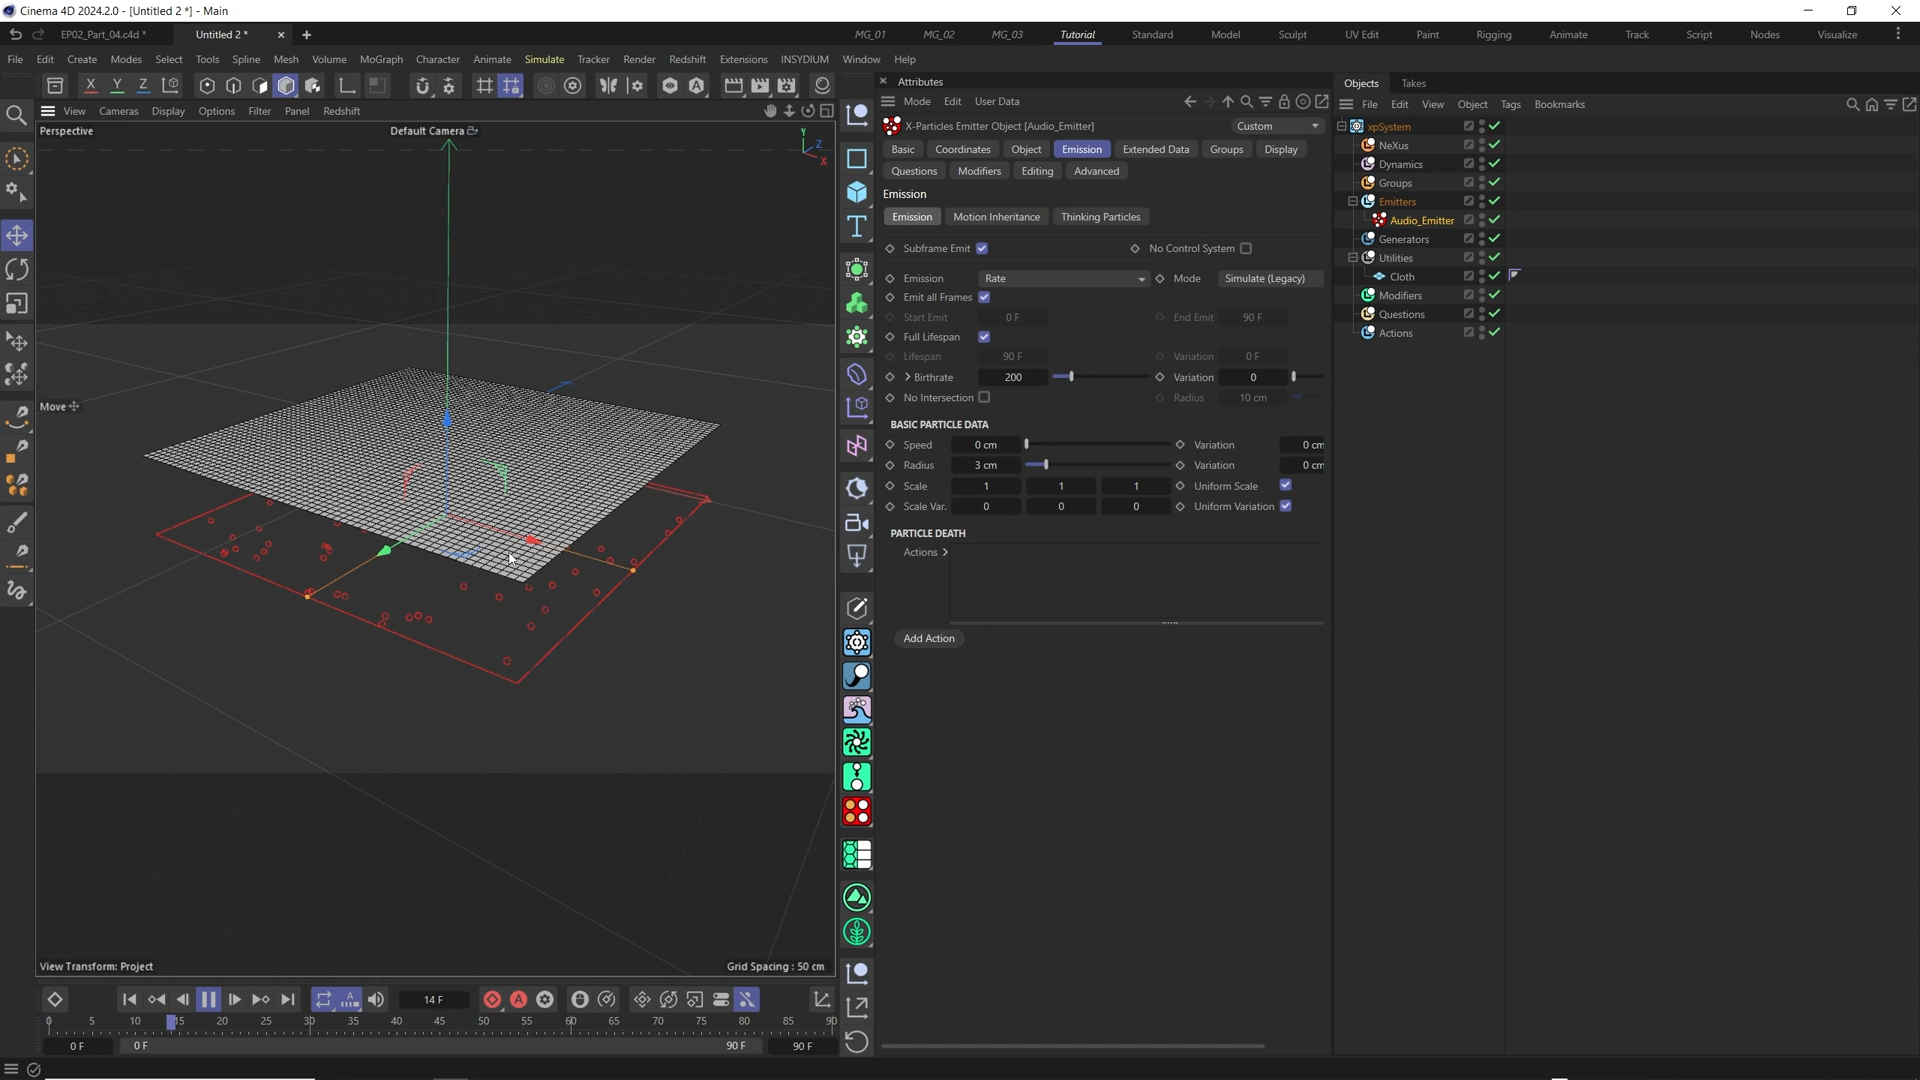 Cinema 4D 2024.2.0 - [Untitled 2 *] - Main
EP02_Part_04.c4d *
Untitled 2 *
MG_01 MG_02 MG_03 Tutorial Standard Model Sculpt UV Edit Paint Rigging Animate Track Script Nodes Visualize
File Edit Create Modes Select Tools Spline Mesh Volume MoGraph Character Animate Simulate Tracker Render Redshift Extensions INSYDIUM Window Help
X Y Z
View Cameras Display Options Filter Panel Redshift
Perspective
Default Camera
Y Z X
Move
View Transform: Project
Grid Spacing : 50 cm
14 F
0 5 10 15 20 25 30 35 40 45 50 55 60 65 70 75 80 85 90
0 F 0 F 90 F 90 F
Attributes
Mode Edit User Data
X-Particles Emitter Object [Audio_Emitter]
Custom
Basic Coordinates Object Emission Extended Data Groups Display
Questions Modifiers Editing Advanced
Emission
Emission Motion Inheritance Thinking Particles
Subframe Emit No Control System
Emission Rate Mode Simulate (Legacy)
Emit all Frames
Start Emit 0 F End Emit 90 F
Full Lifespan
Lifespan 90 F Variation 0 F
Birthrate 200 Variation 0
No Intersection Radius 10 cm
BASIC PARTICLE DATA
Speed 0 cm Variation 0 cm
Radius 3 cm Variation 0 cm
Scale 1 1 1 Uniform Scale
Scale Var. 0 0 0 Uniform Variation
PARTICLE DEATH
Actions
Add Action
Objects Takes
File Edit View Object Tags Bookmarks
xpSystem
NeXus
Dynamics
Groups
Emitters
Audio_Emitter
Generators
Utilities
Cloth
Modifiers
Questions
Actions